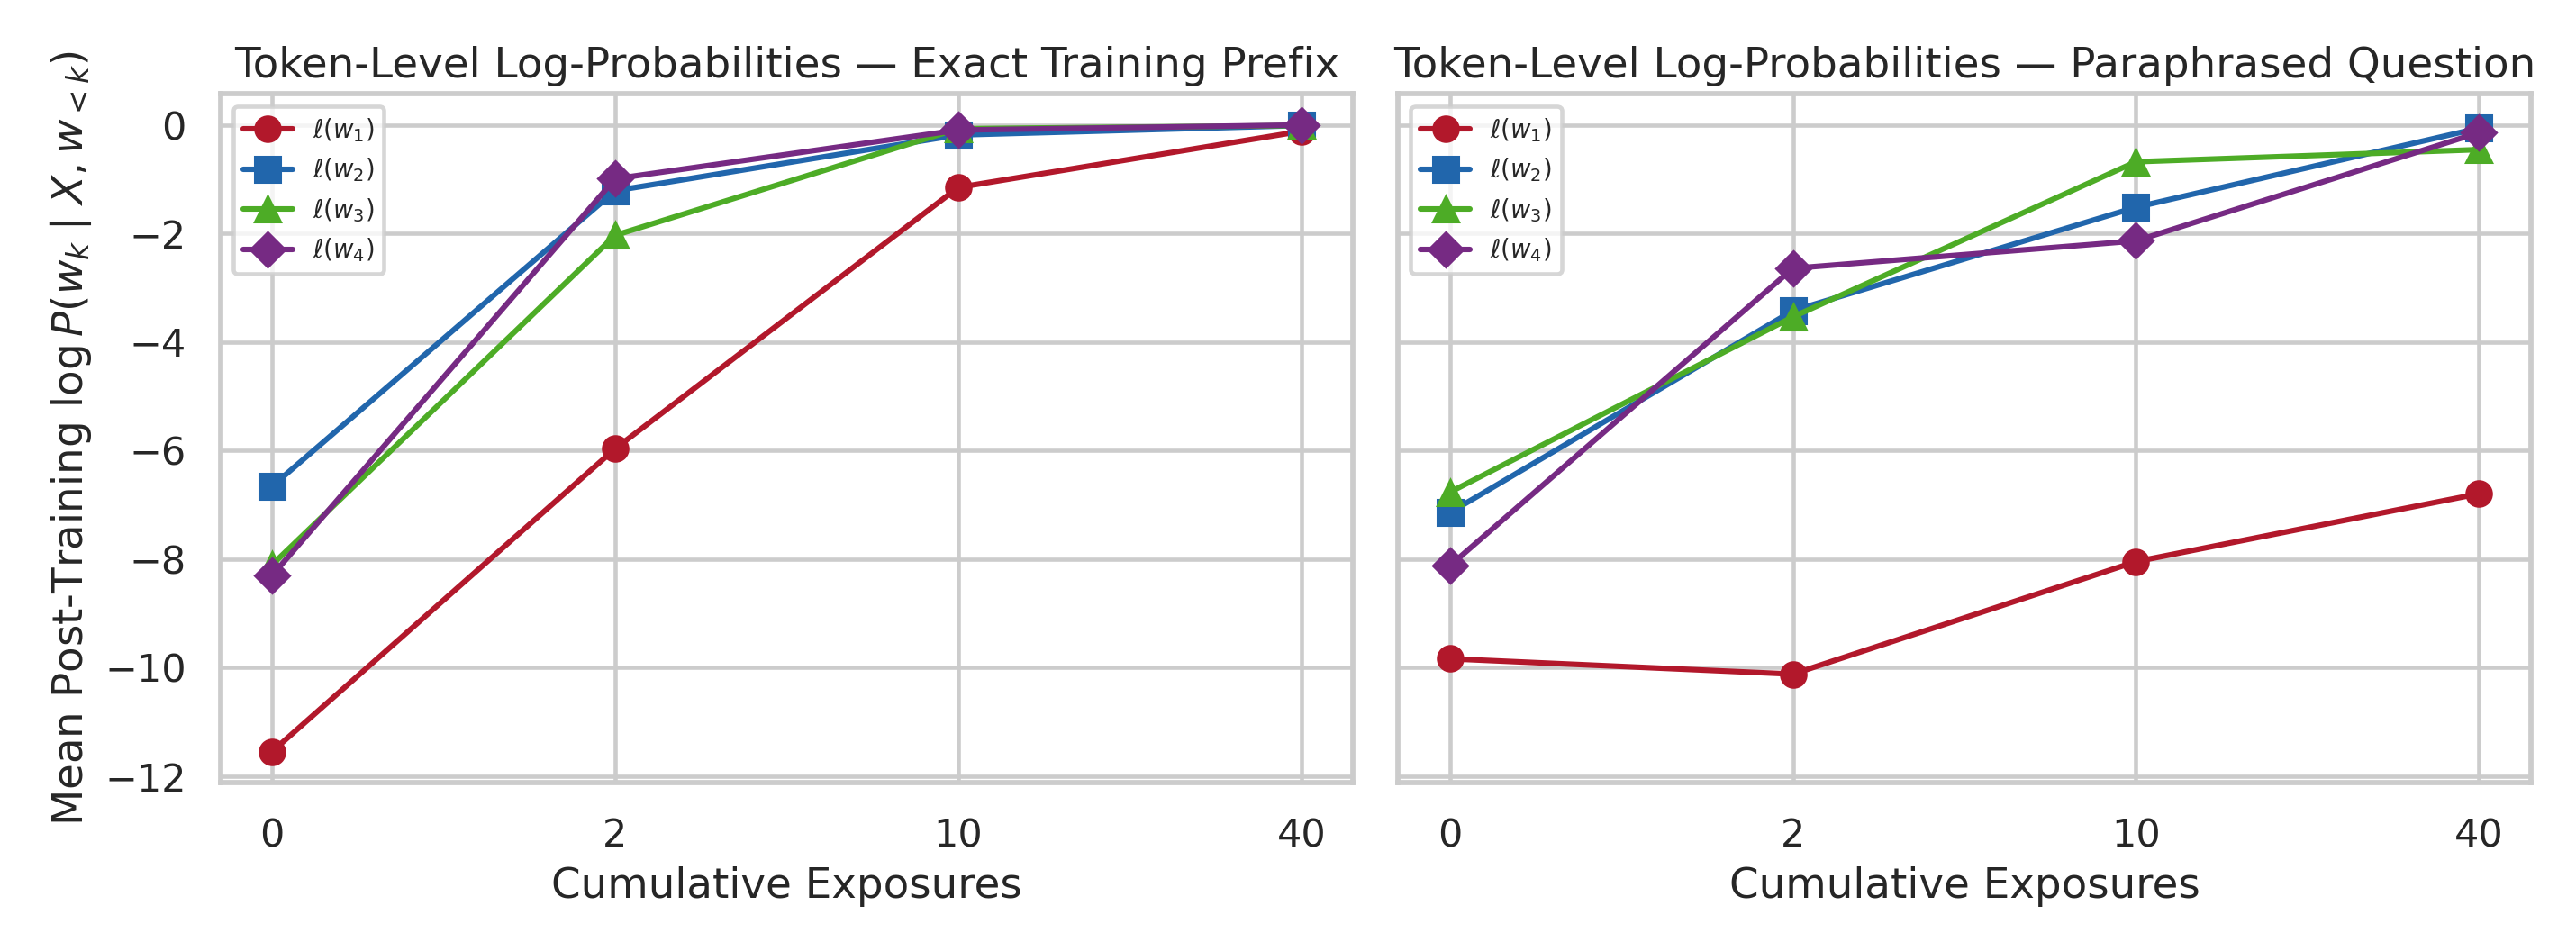 Token-Level Log-Probabilities — Exact Training Prefix
Mean Post-Training log P(wₖ | X, w<ₖ)
0
−2
−4
−6
−8
−10
−12
ℓ(w₁)
ℓ(w₂)
ℓ(w₃)
ℓ(w₄)
0 2 10 40
Cumulative Exposures
Token-Level Log-Probabilities — Paraphrased Question
ℓ(w₁)
ℓ(w₂)
ℓ(w₃)
ℓ(w₄)
0 2 10 40
Cumulative Exposures